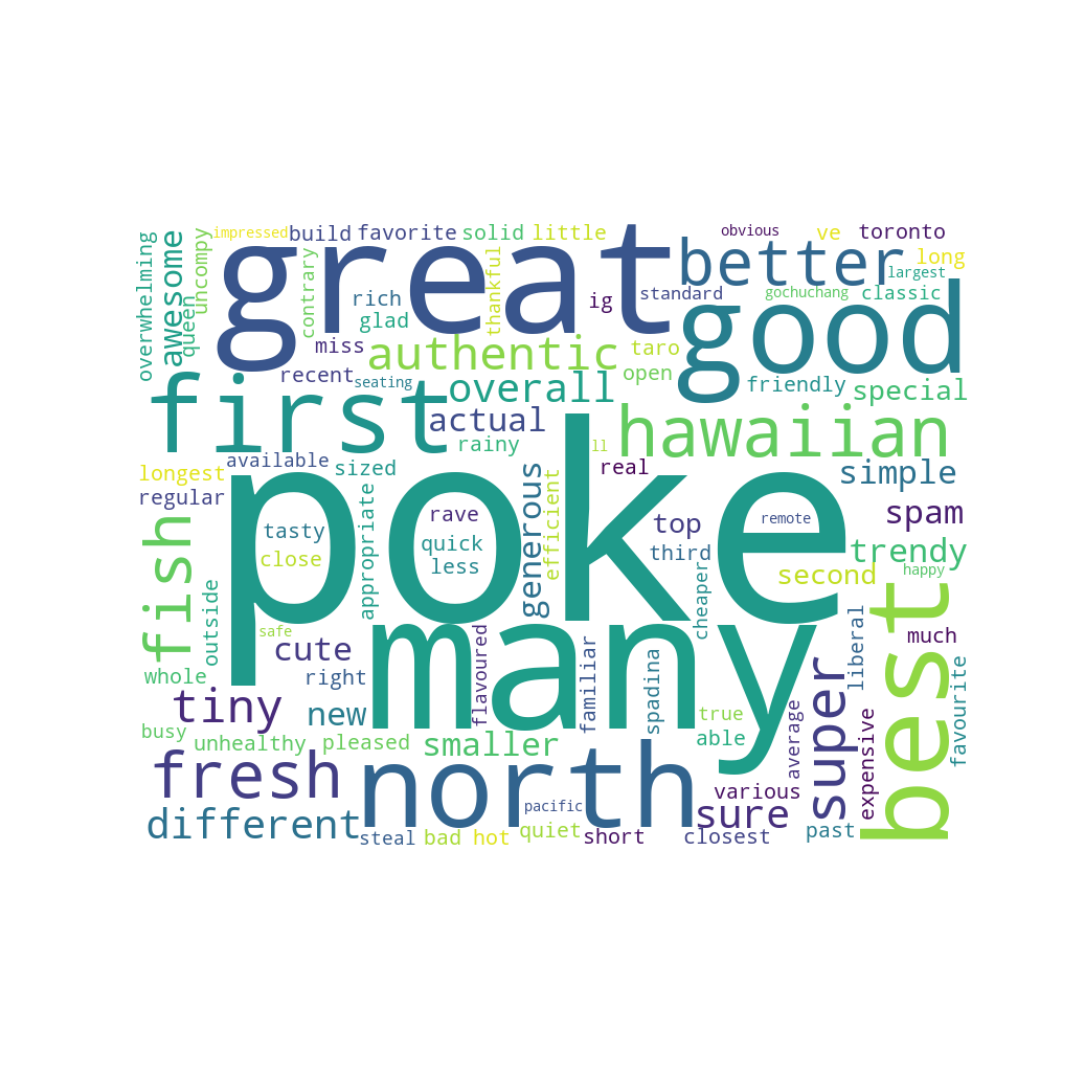 impressed
build
favorite
solid
little
obvious
ve
toronto
overwhelming
awesome
queen
uncompy
contrary
great
thankful
better
long
largest
rich
ig
standard
gochuchang
classic
glad
good
miss
authentic
taro
recent
seating
overall
open
friendly
special
first
actual
hawaiian
rainy
ll
longest
available
sized
real
simple
regular
poke
generous
efficient
rave
top
remote
spam
tasty
quick
third
trendy
close
less
appropriate
second
happy
cheaper
fish
outside
safe
many
best
cute
flavoured
familiar
spadina
liberal
much
whole
right
favourite
tiny
new
true
super
busy
unhealthy
pleased
smaller
able
average
expensive
fresh
north
various
pacific
sure
different
steal
bad
hot
quiet
short
closest
past